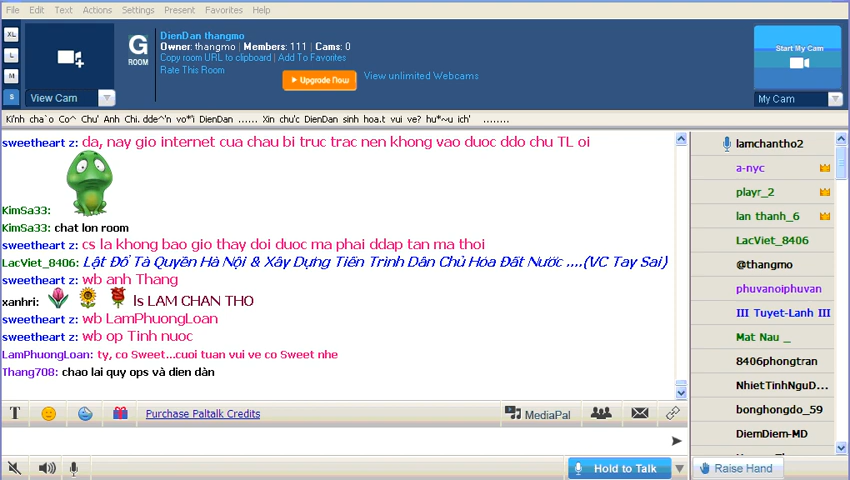 File Edit Text Actions Settings Present Favorites Help
XL
L
M
S
View Cam
G
ROOM
DienDan thangmo
Owner: thangmo | Members: 111 | Cams: 0
Copy room URL to clipboard | Add To Favorites
Rate This Room
Upgrade Now
View unlimited Webcams
Start My Cam
My Cam
Ki'nh cha`o Co^ Chu' Anh Chi. dde^'n vo*'i DienDan ...... Xin chu'c DienDan sinh hoa.t vui ve? hu*~u ich' ........
sweetheart z: da, nay gio internet cua chau bi truc trac nen khong vao duoc ddo chu TL oi
KimSa33:
KimSa33: chat lon room
sweetheart z: cs la khong bao gio thay doi duoc ma phai ddap tan ma thoi
LacViet_8406: Lật Đổ Tà Quyền Hà Nội & Xây Dựng Tiến Trình Dân Chủ Hóa Đất Nước ....(VC Tay Sai)
sweetheart z: wb anh Thang
xanhri: ls LAM CHAN THO
sweetheart z: wb LamPhuongLoan
sweetheart z: wb op Tinh nuoc
LamPhuongLoan: ty, co Sweet...cuoi tuan vui ve co Sweet nhe
Thang708: chao lai quy ops và dien dàn
T
Purchase Paltalk Credits
MediaPal
Hold to Talk
lamchantho2
a-nyc
playr_2
lan thanh_6
LacViet_8406
@thangmo
phuvanoiphuvan
III Tuyet-Lanh III
Mat Nau _
8406phongtran
NhietTinhNguD...
bonghongdo_59
DiemDiem-MD
Raise Hand